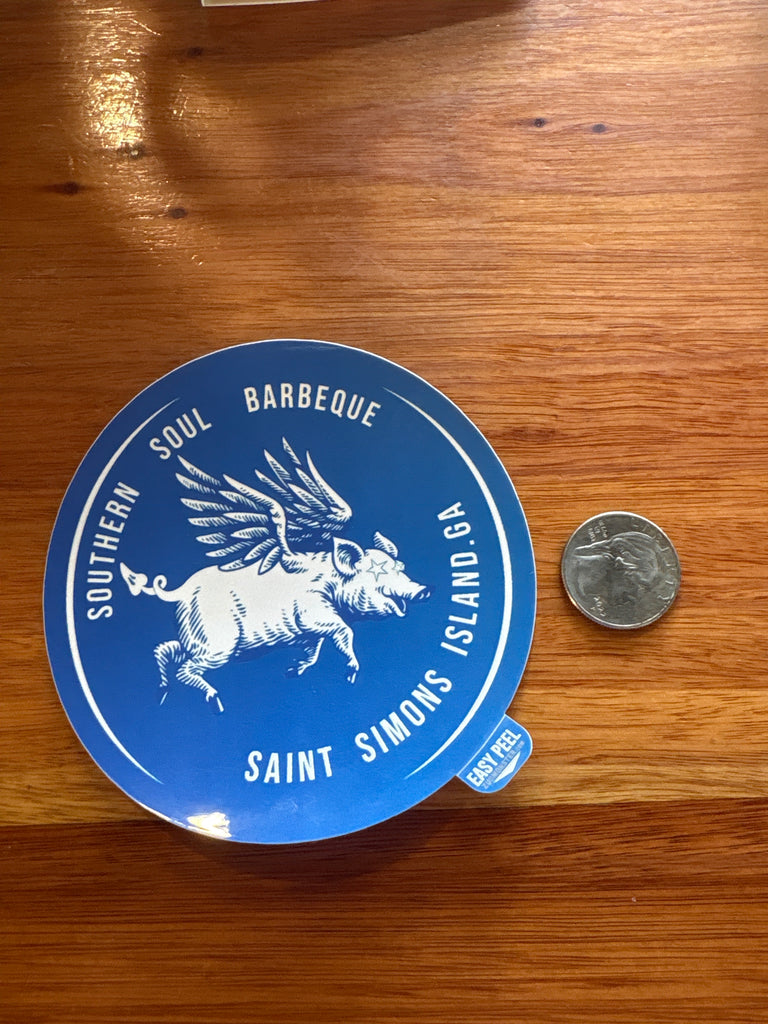 SOUTHERN SOUL BARBEQUE
SAINT SIMONS ISLAND.GA
EASY PEEL